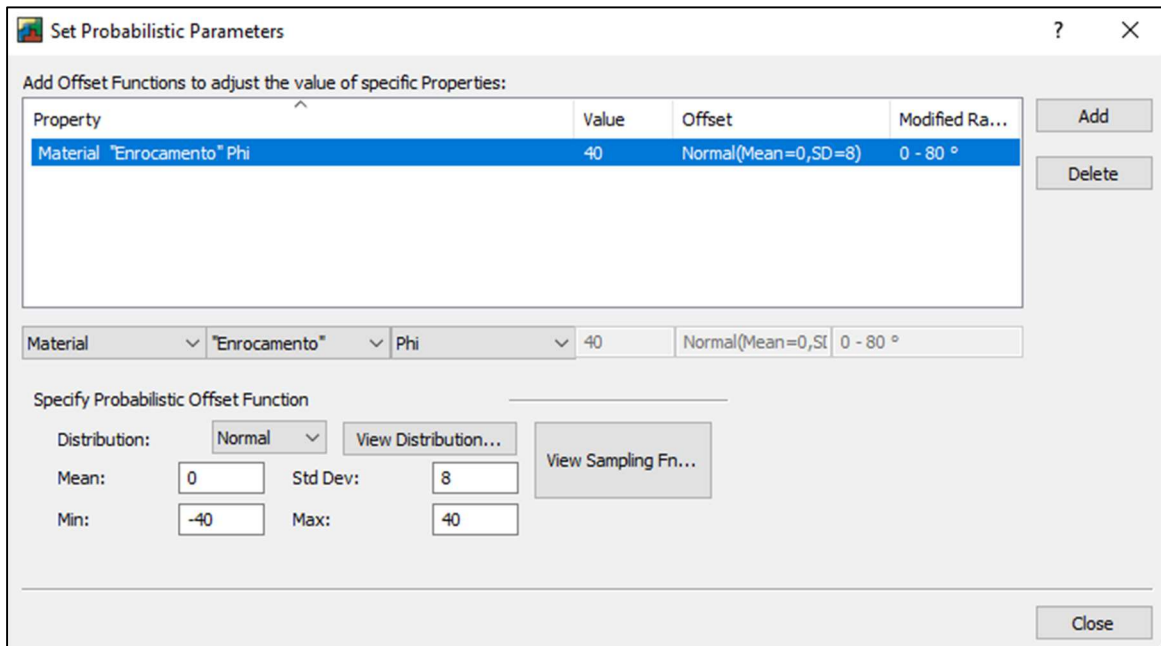 Set Probabilistic Parameters ?
Add Offset Functions to adjust the value of specific Properties:
Property Value Offset Modified Ra... Add
Material "Enrocamento" Phi 40 Normal(Mean=0,SD=8) 0 - 80 °
Delete
Material "Enrocamento" Phi 40 Normal(Mean=0,SI 0 - 80 °
Specify Probabilistic Offset Function
Distribution: Normal View Distribution... View Sampling Fn...
Mean: 0 Std Dev: 8
Min: -40 Max: 40
Close